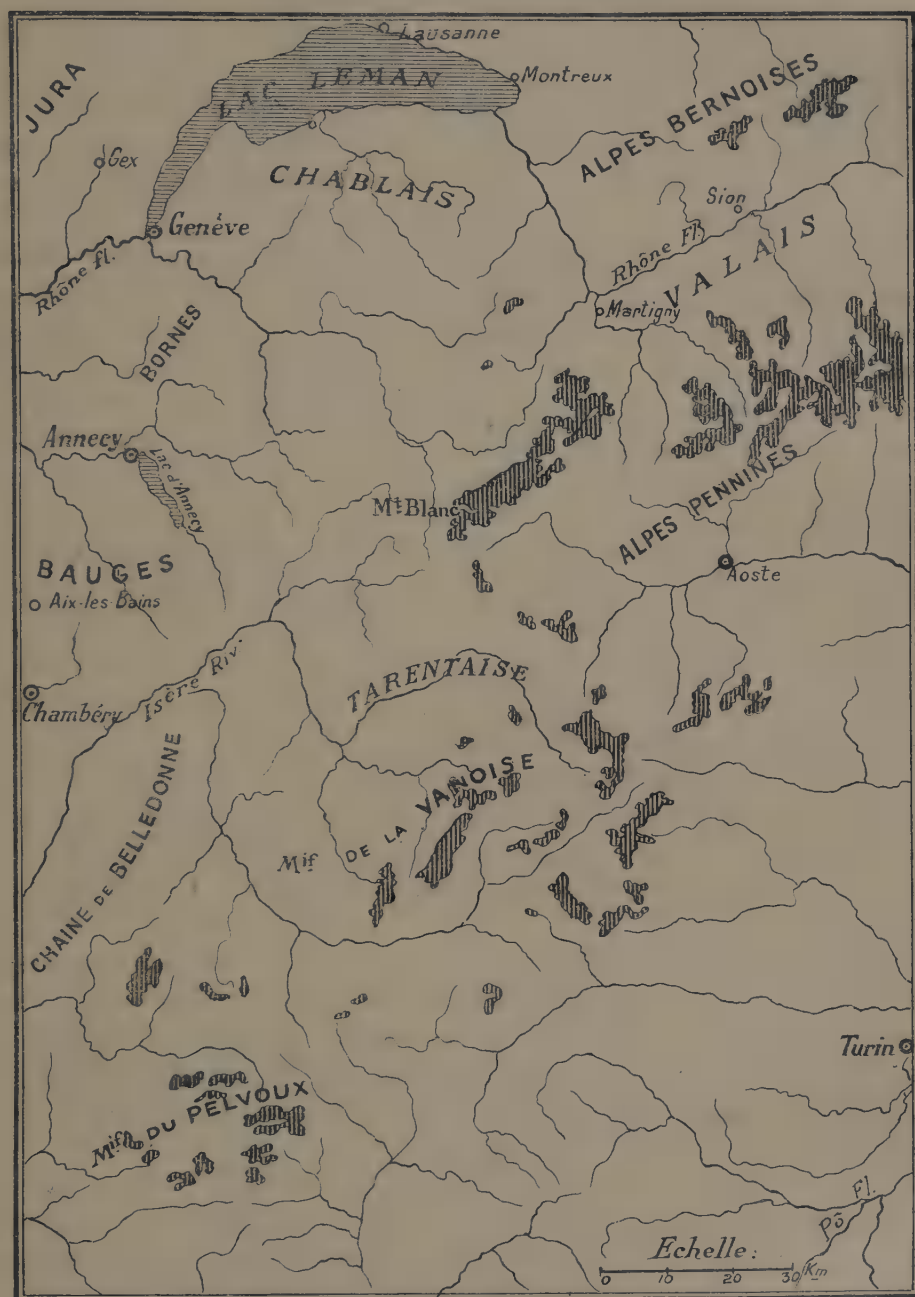 Lausanne
JURA
LAC LEMAN
Montreux
ALPES BERNOISES
Gex
CHABLAIS
Sion
Genève
Rhône Fl.
VALAIS
Rhône fl.
Martigny
BORNES
Annecy
Lac d'Annecy
Mt Blanc
ALPES PENNINES
BAUGES
Aoste
Aix-les-Bains
Isère Riv.
TARENTAISE
Chambéry
CHAINE DE BELLEDONNE
Mif DE LA VANOISE
Turin
Mif DU PELVOUX
Pô Fl.
Echelle:
0 10 20 30 Km